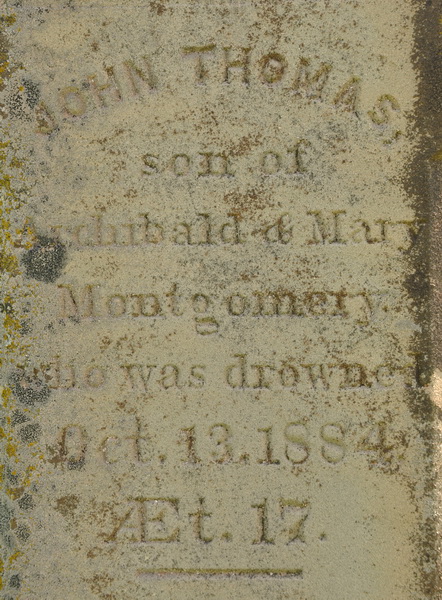 JOHN THOMAS,
son of
Archibald & Mary
Montgomery,
who was drowned
Oct. 13. 1884
Æt. 17.